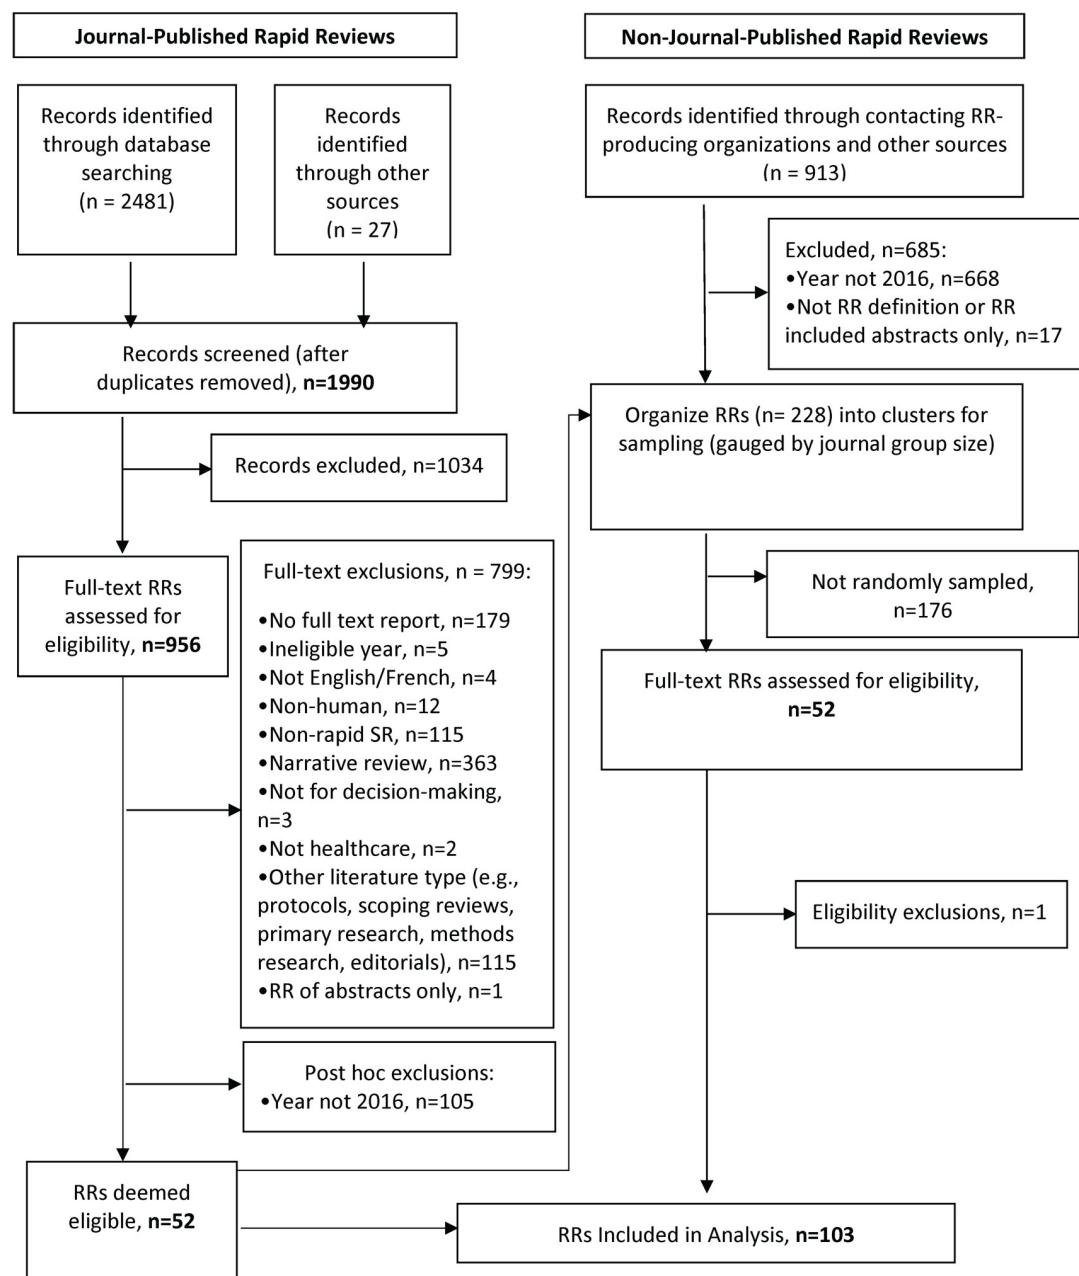 Journal-Published Rapid Reviews
Records identified
through database
searching
(n = 2481)
Records
identified
through other
sources
(n = 27)
Records screened (after
duplicates removed), n=1990
Records excluded, n=1034
Full-text RRs
assessed for
eligibility, n=956
Full-text exclusions, n = 799:
•No full text report, n=179
•Ineligible year, n=5
•Not English/French, n=4
•Non-human, n=12
•Non-rapid SR, n=115
•Narrative review, n=363
•Not for decision-making,
n=3
•Not healthcare, n=2
•Other literature type (e.g.,
protocols, scoping reviews,
primary research, methods
research, editorials), n=115
•RR of abstracts only, n=1
Post hoc exclusions:
•Year not 2016, n=105
RRs deemed
eligible, n=52
Non-Journal-Published Rapid Reviews
Records identified through contacting RR-
producing organizations and other sources
(n = 913)
Excluded, n=685:
•Year not 2016, n=668
•Not RR definition or RR
included abstracts only, n=17
Organize RRs (n= 228) into clusters for
sampling (gauged by journal group size)
Not randomly sampled,
n=176
Full-text RRs assessed for eligibility,
n=52
Eligibility exclusions, n=1
RRs Included in Analysis, n=103